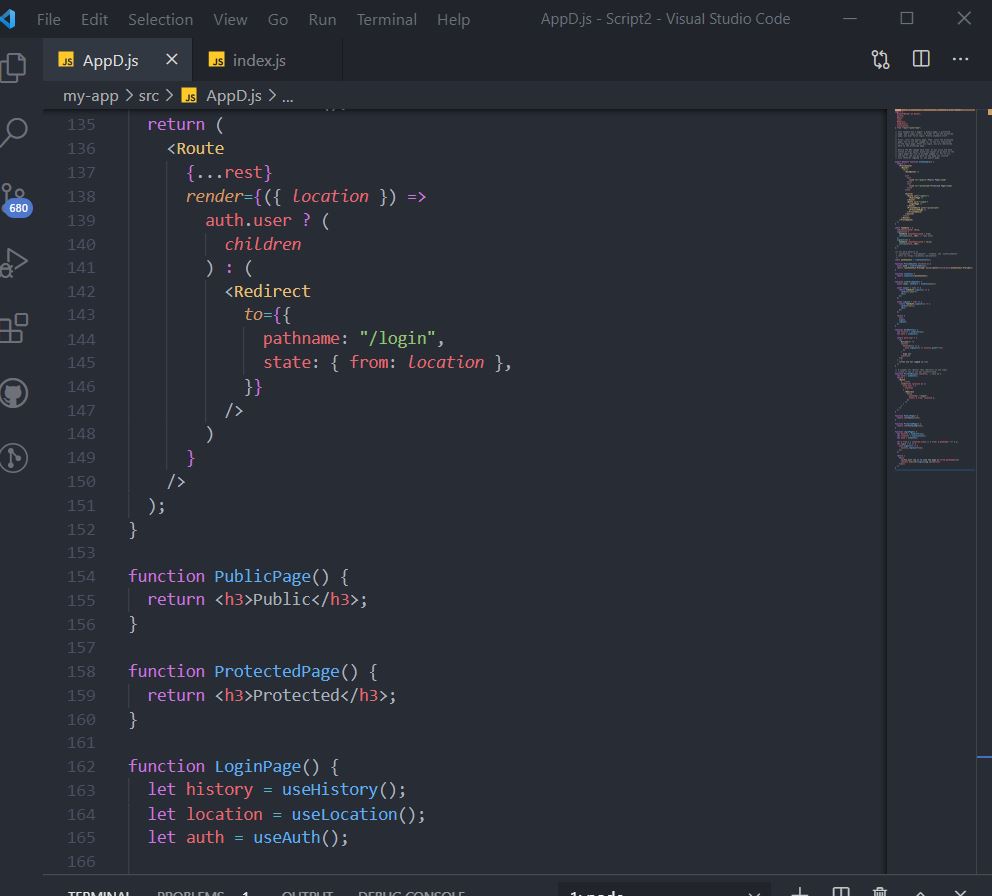 File Edit Selection View Go Run Terminal Help AppD.js - Script2 - Visual Studio Code
JS AppD.js JS index.js
my-app > src > JS AppD.js > ...
135 return (
136 <Route
137 {...rest}
138 render={({ location }) =>
139 auth.user ? (
140 children
141 ) : (
142 <Redirect
143 to={{
144 pathname: "/login",
145 state: { from: location },
146 }}
147 />
148 )
149 }
150 />
151 );
152 }
153
154 function PublicPage() {
155 return <h3>Public</h3>;
156 }
157
158 function ProtectedPage() {
159 return <h3>Protected</h3>;
160 }
161
162 function LoginPage() {
163 let history = useHistory();
164 let location = useLocation();
165 let auth = useAuth();
166
680
TERMINAL PROBLEMS 1 OUTPUT DEBUG CONSOLE 1: node